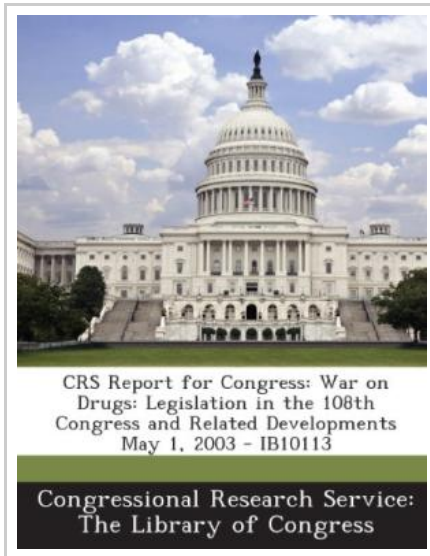 CRS Report for Congress: War on
Drugs: Legislation in the 108th
Congress and Related Developments
May 1, 2003 - IB10113
Congressional Research Service:
The Library of Congress